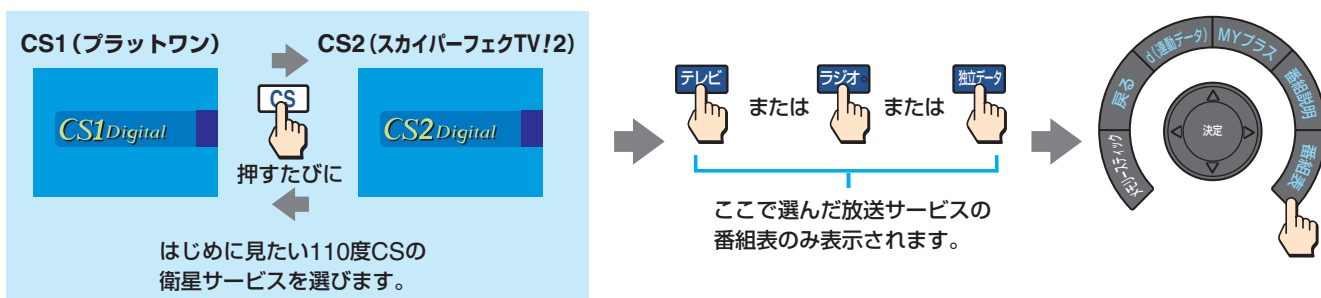 CS1（プラットワン）
CS2（スカイパーフェクTV!2）
CS1Digital
CS
CS2Digital
押すたびに
はじめに見たい110度CSの
衛星サービスを選びます。
テレビ
または
ラジオ
または
独立データ
ここで選んだ放送サービスの
番組表のみ表示されます。
メモリースティック
戻る
d（連動データ）
MYプラス
番組説明
番組表
決定